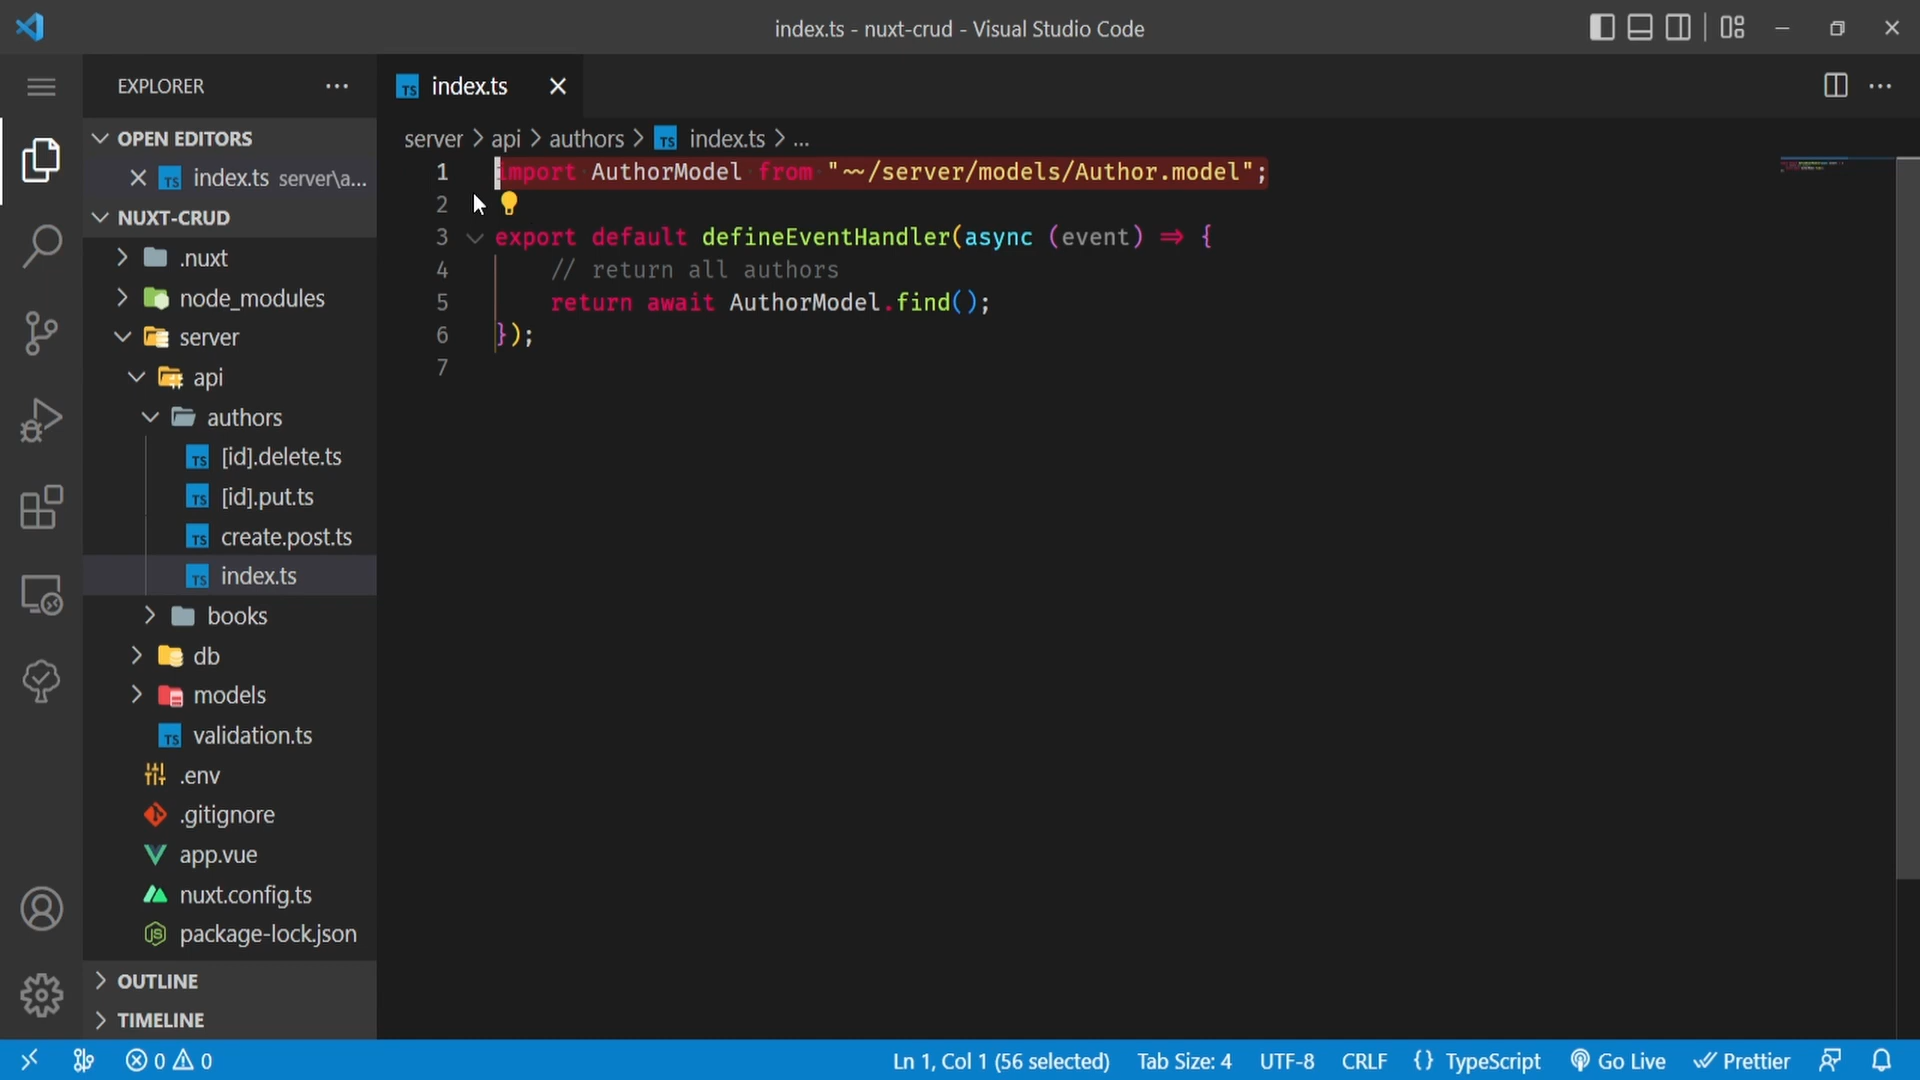 index.ts - nuxt-crud - Visual Studio Code
EXPLORER
OPEN EDITORS
index.ts server\a...
NUXT-CRUD
.nuxt
node_modules
server
api
authors
[id].delete.ts
[id].put.ts
create.post.ts
index.ts
books
db
models
validation.ts
.env
.gitignore
app.vue
nuxt.config.ts
package-lock.json
OUTLINE
TIMELINE
index.ts
server > api > authors > index.ts > ...
1 import AuthorModel from "~~/server/models/Author.model";
2
3 export default defineEventHandler(async (event) => {
4 // return all authors
5 return await AuthorModel.find();
6 });
7
0 0
Ln 1, Col 1 (56 selected) Tab Size: 4 UTF-8 CRLF {} TypeScript Go Live Prettier